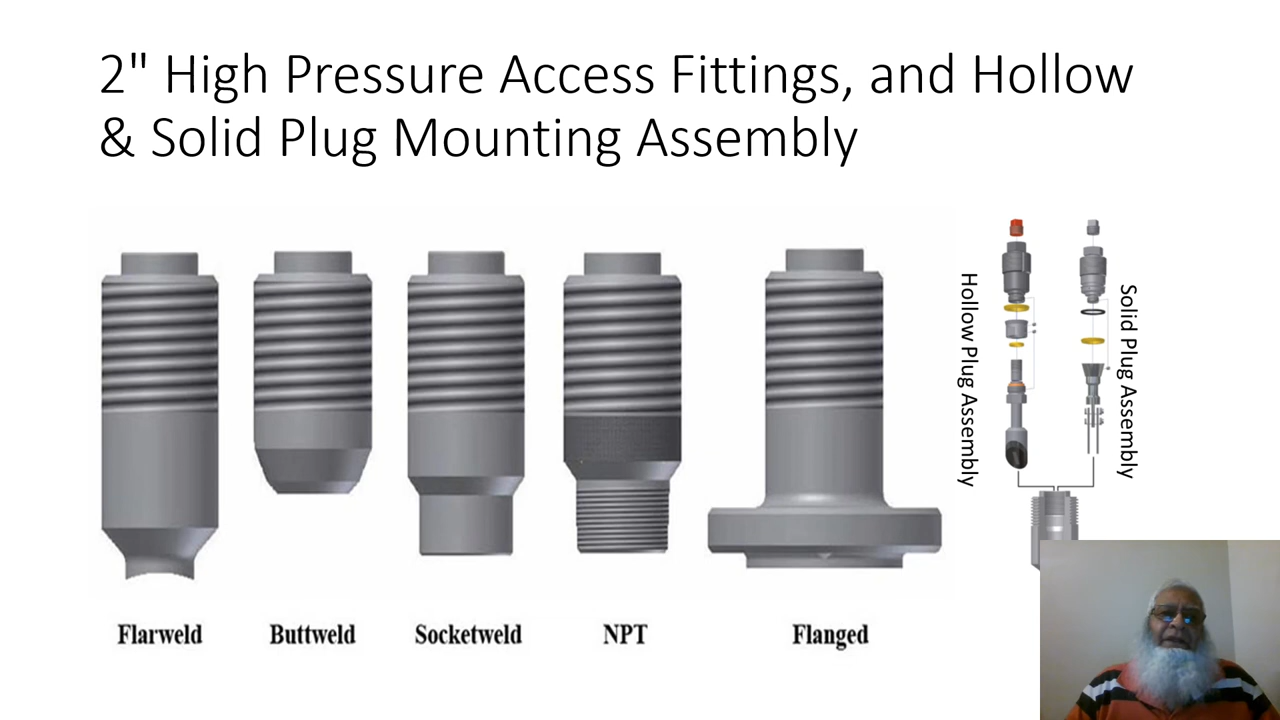 2" High Pressure Access Fittings, and Hollow
& Solid Plug Mounting Assembly
Hollow Plug Assembly
Solid Plug Assembly
Flarweld
Buttweld
Socketweld
NPT
Flanged